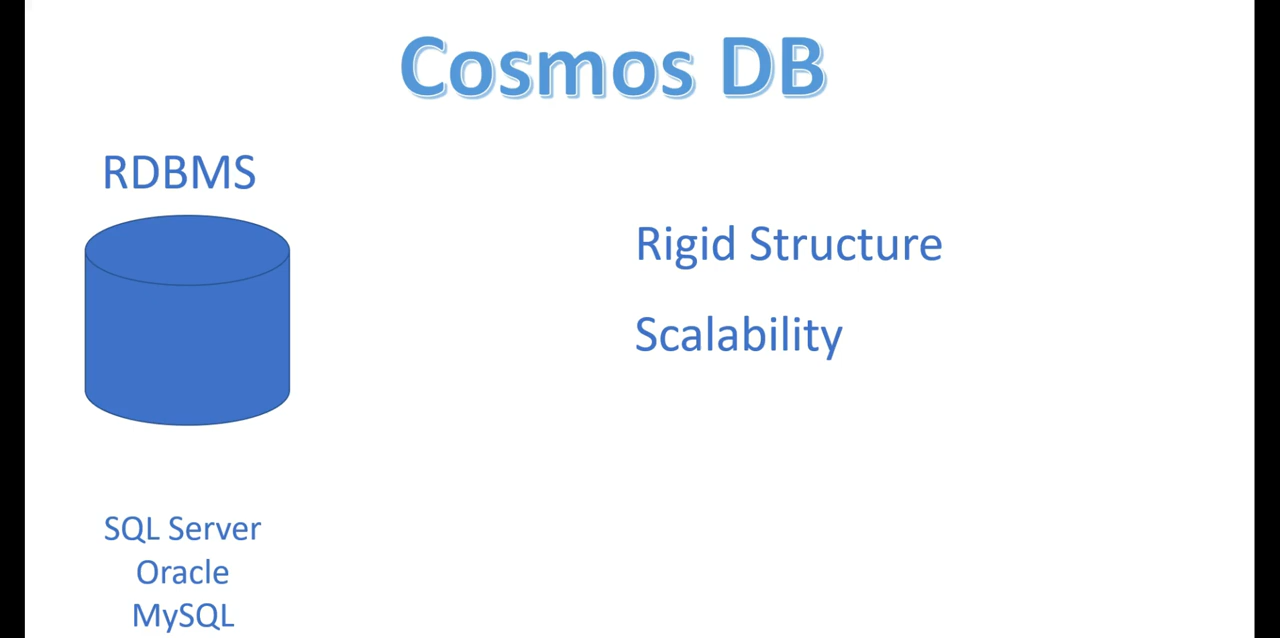 Cosmos DB
RDBMS
Rigid Structure
Scalability
SQL Server
Oracle
MySQL